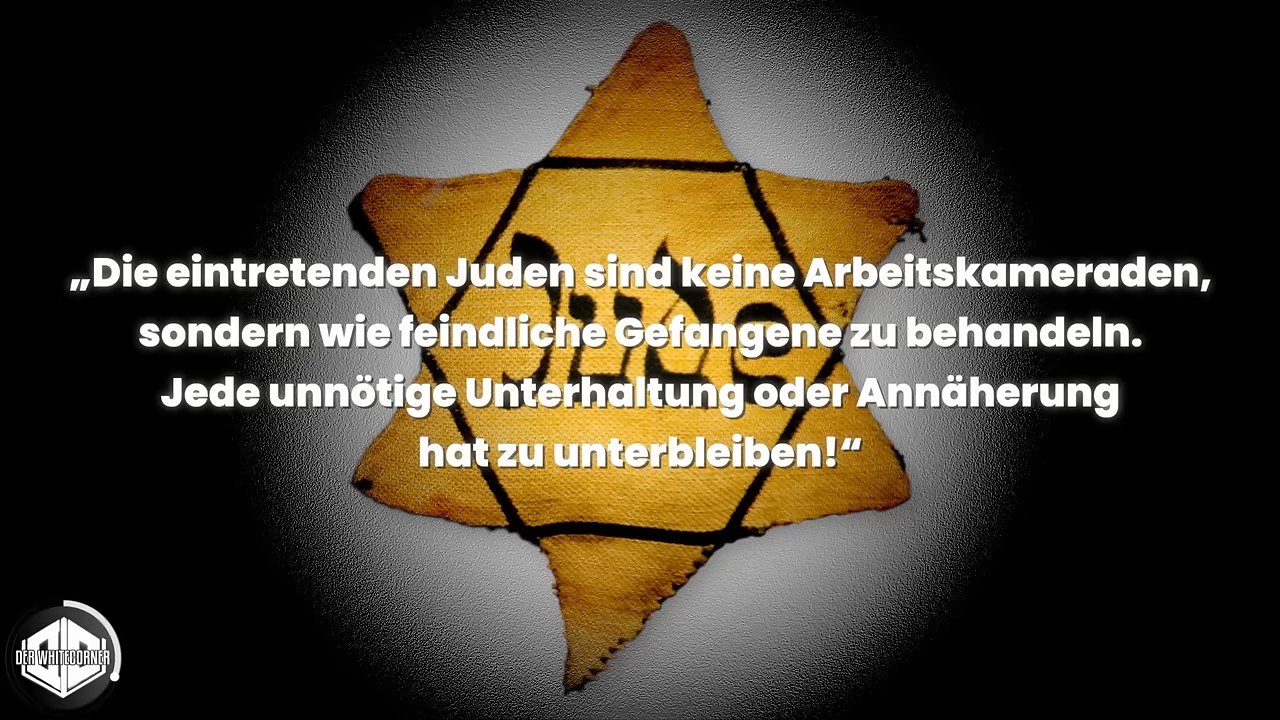 „Die eintretenden Juden sind keine Arbeitskameraden,
sondern wie feindliche Gefangene zu behandeln.
Jede unnötige Unterhaltung oder Annäherung
hat zu unterbleiben!“
Jude
DER WHITECORNER